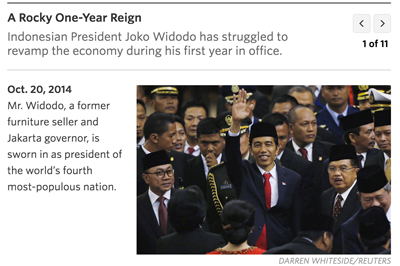 A Rocky One-Year Reign
Indonesian President Joko Widodo has struggled to
revamp the economy during his first year in office.
1 of 11
Oct. 20, 2014
Mr. Widodo, a former
furniture seller and
Jakarta governor, is
sworn in as president of
the world's fourth
most-populous nation.
DARREN WHITESIDE/REUTERS